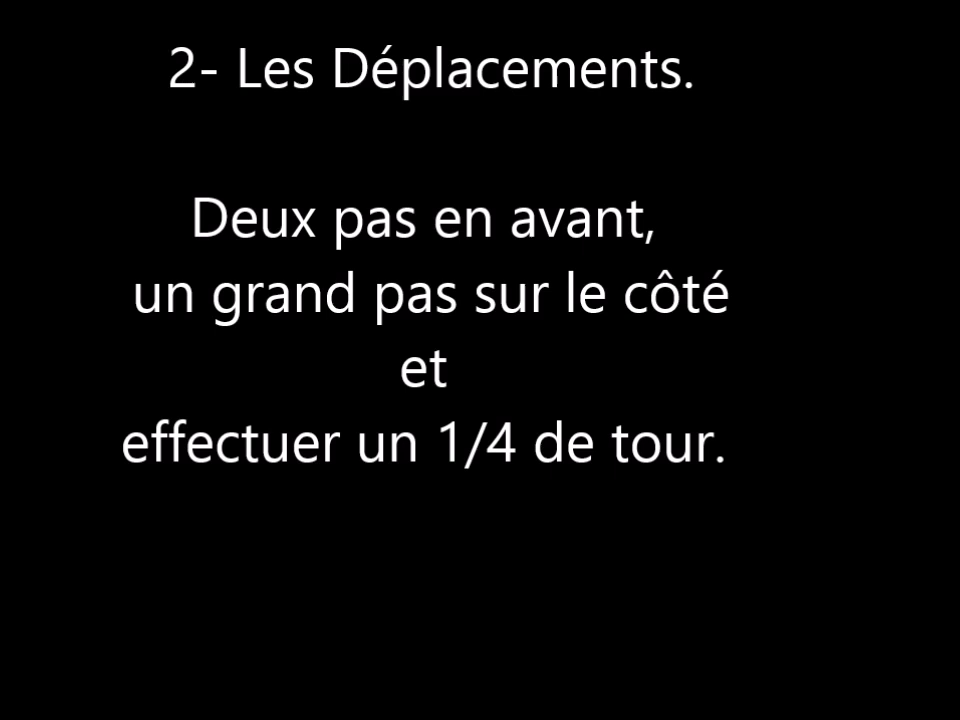 2- Les Déplacements.
Deux pas en avant,
un grand pas sur le côté
et
effectuer un 1/4 de tour.